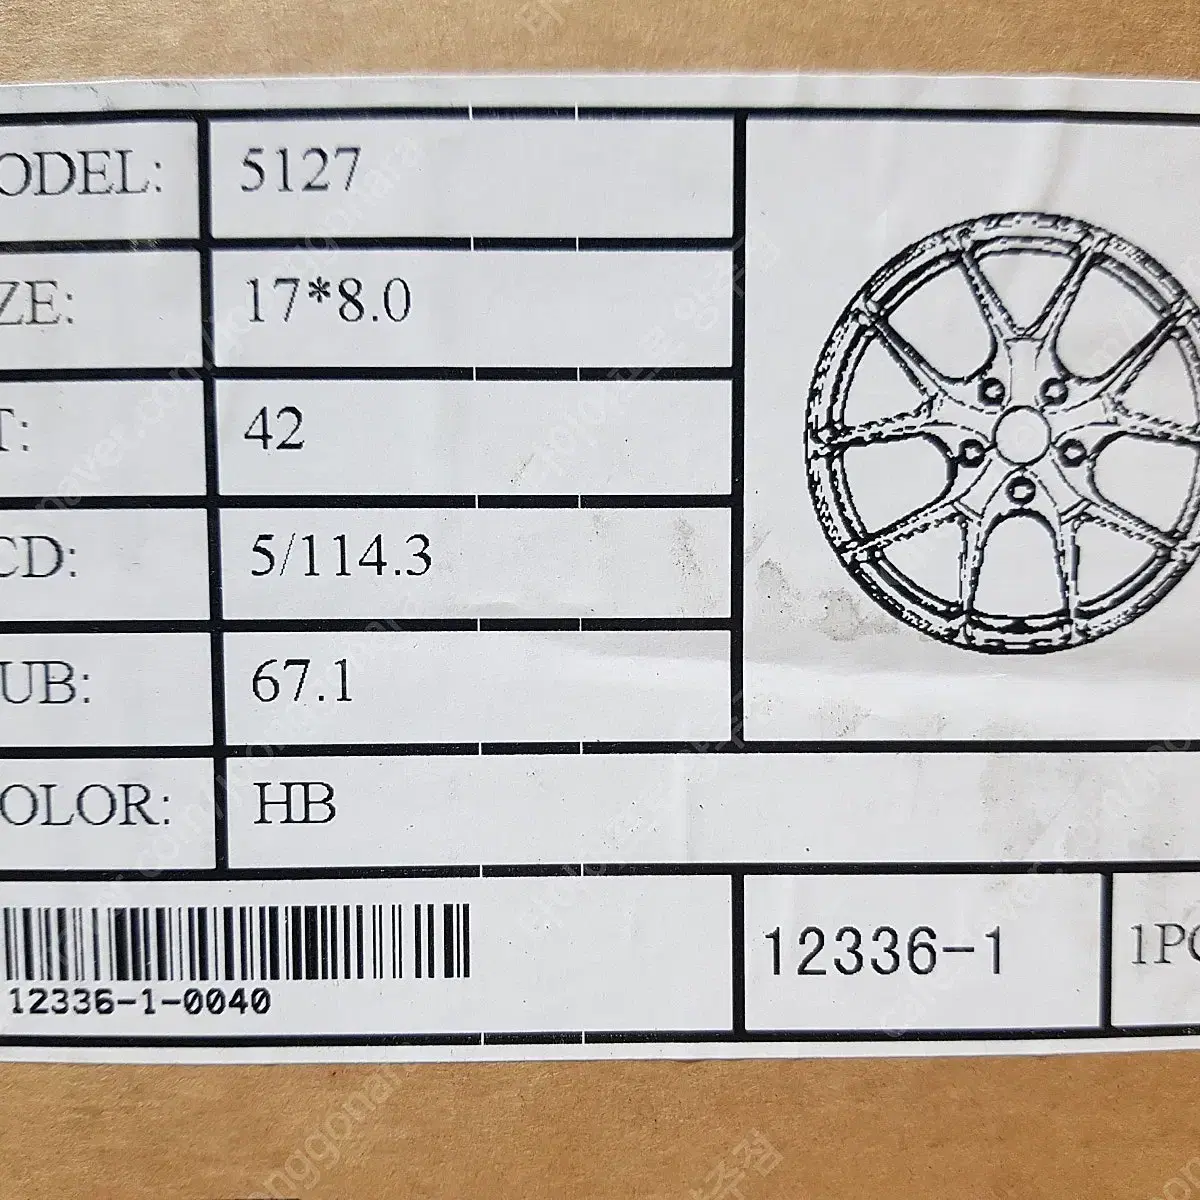 ODEL: 5127
ZE: 17*8.0
T: 42
CD: 5/114.3
UB: 67.1
OLOR: HB
12336-1-0040
12336-1
1PC